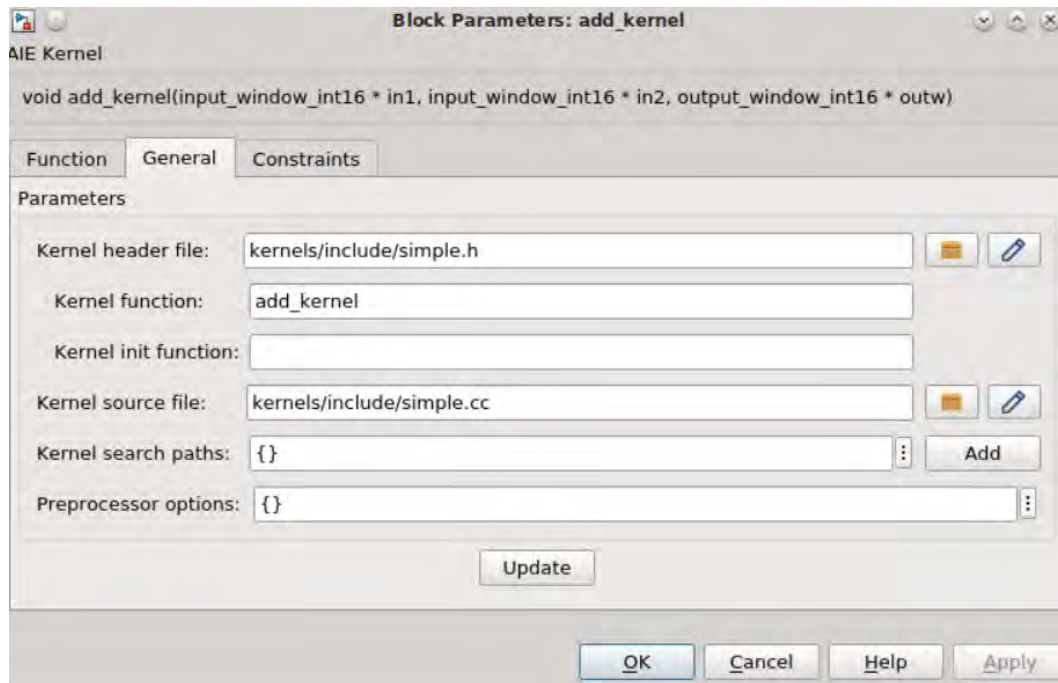 Block Parameters: add_kernel
AIE Kernel
void add_kernel(input_window_int16 * in1, input_window_int16 * in2, output_window_int16 * outw)
Function General Constraints
Parameters
Kernel header file: kernels/include/simple.h
Kernel function: add_kernel
Kernel init function:
Kernel source file: kernels/include/simple.cc
Kernel search paths: {} Add
Preprocessor options: {}
Update
OK Cancel Help Apply